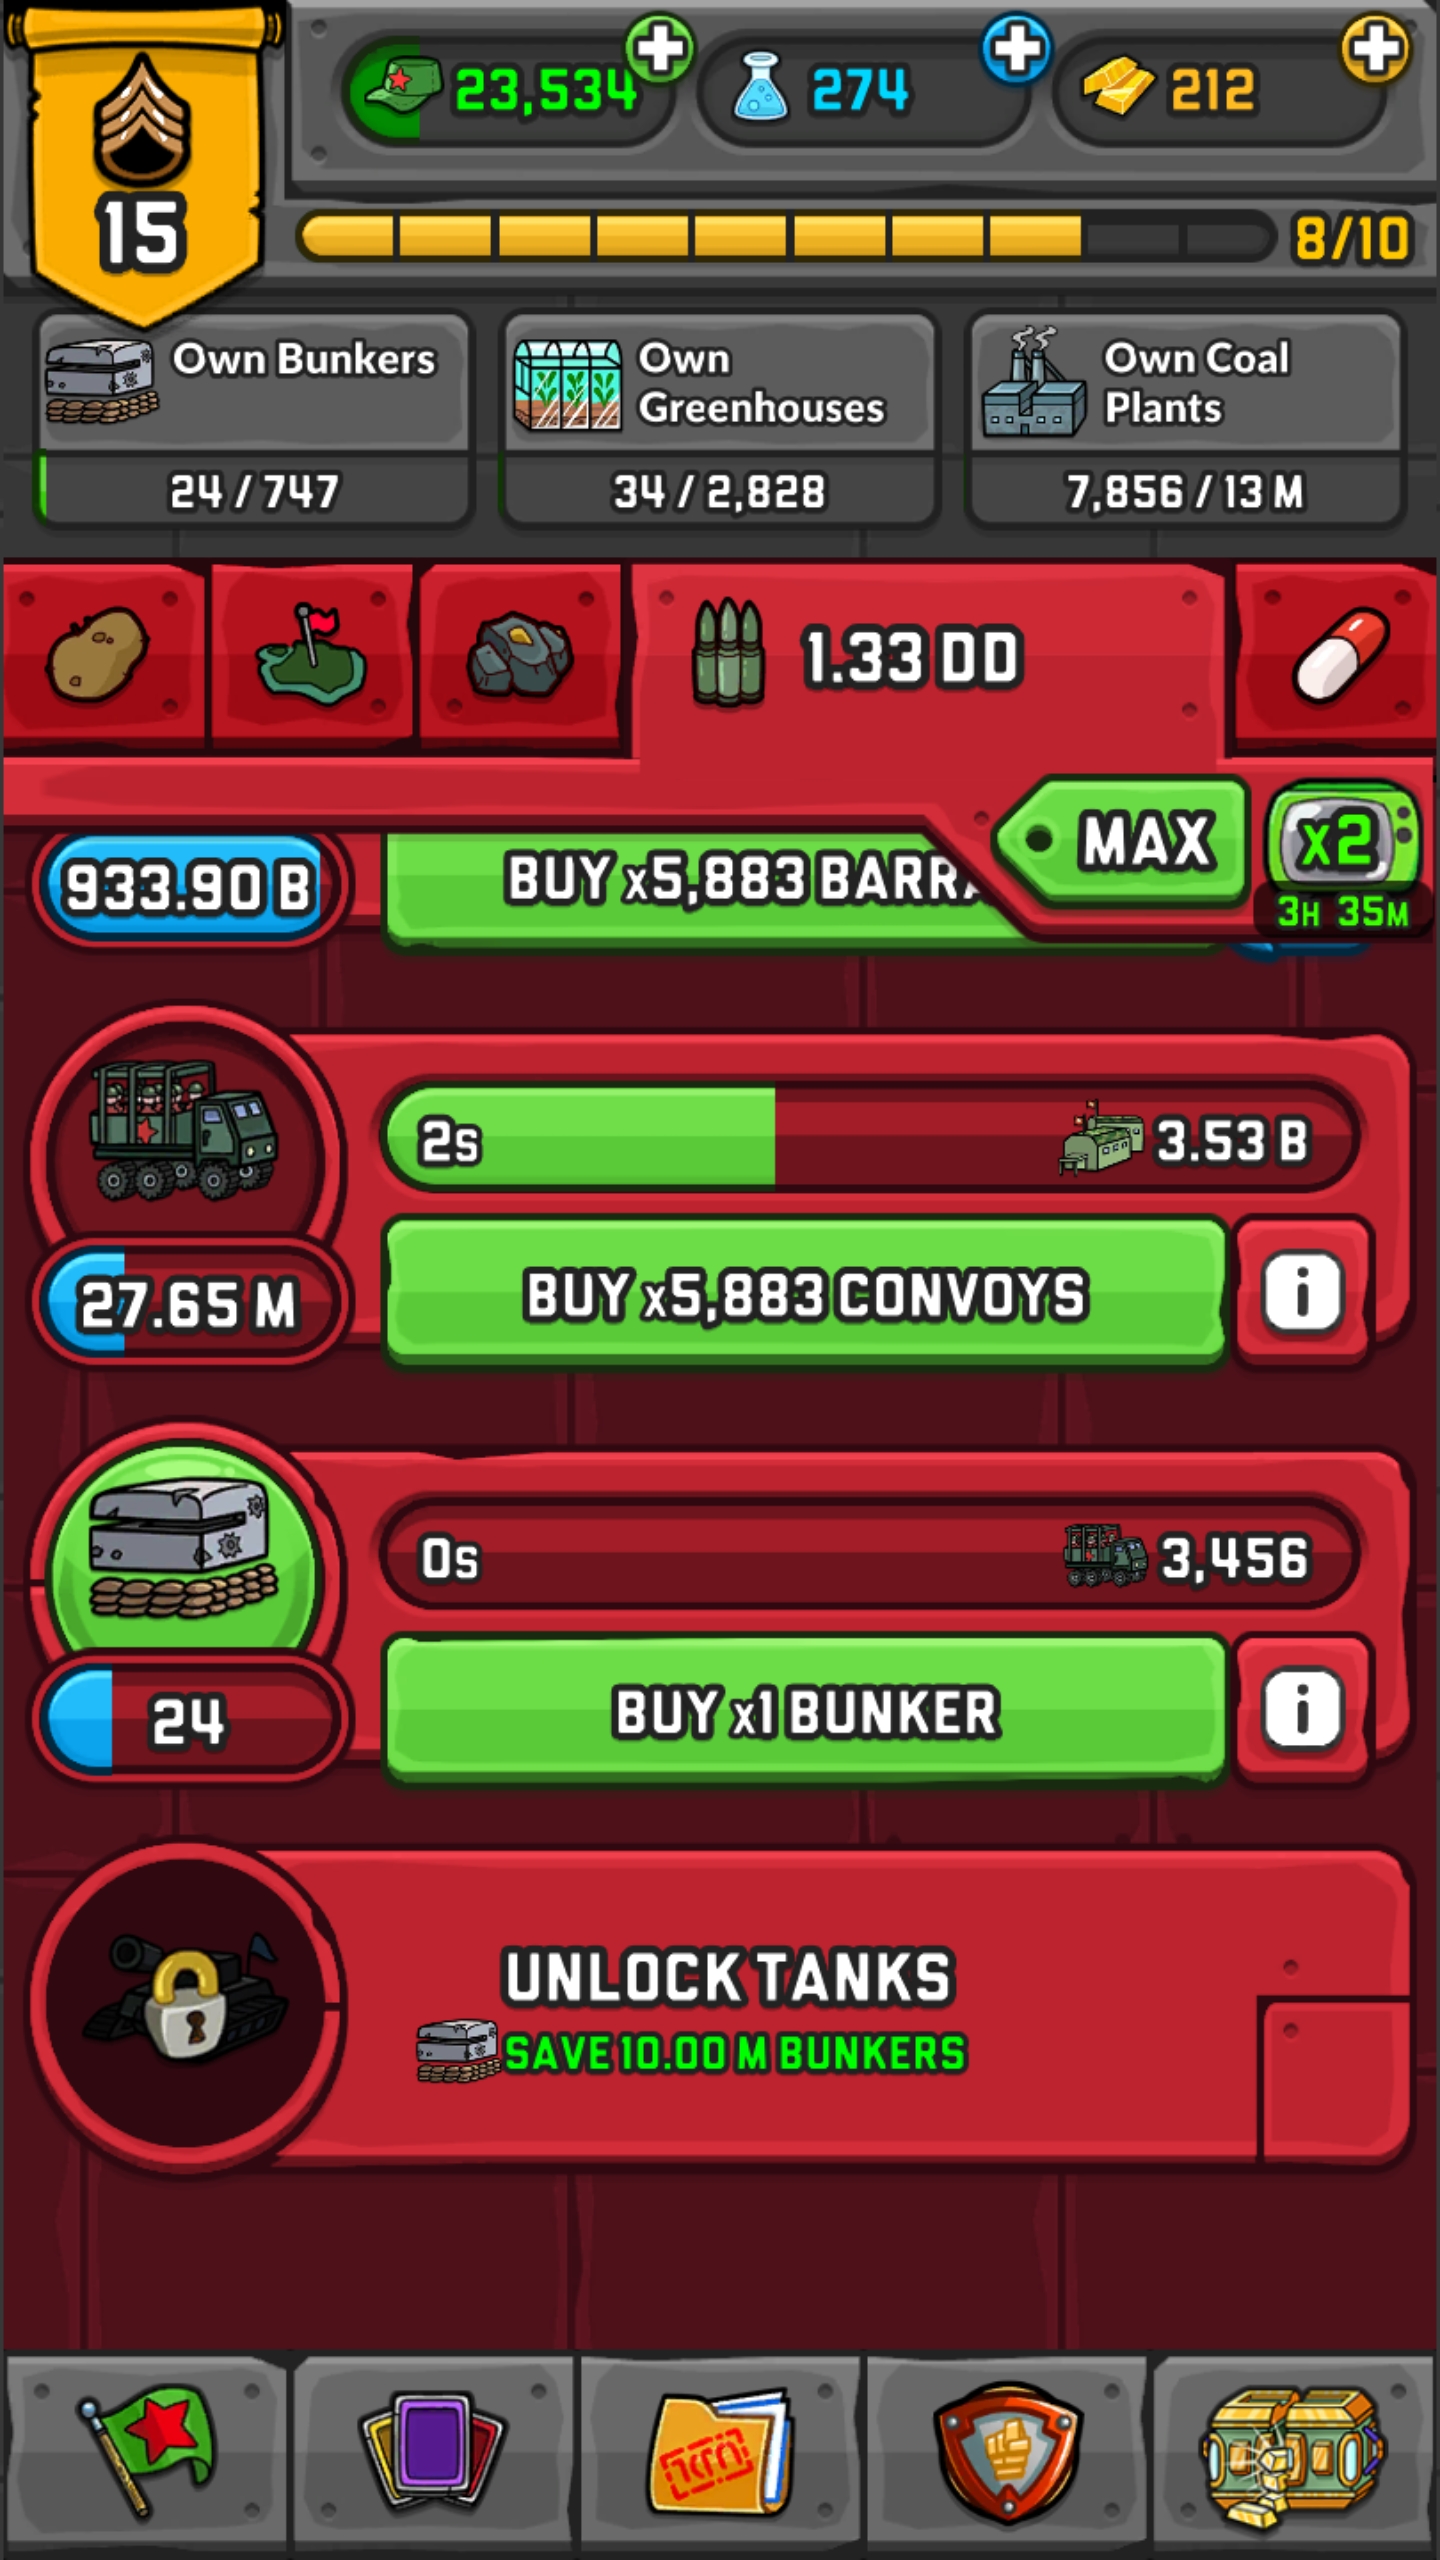 23,534
274
212
15
8/10
Own Bunkers
24 / 747
Own
Greenhouses
34 / 2,828
Own Coal
Plants
7,856 / 13 M
1.33 DD
MAX
x2
3H 35M
933.90 B
BUY x5,883
2s
3.53 B
27.65 M
BUY x5,883 CONVOYS
i
0s
3,456
24
BUY x1 BUNKER
i
UNLOCK TANKS
SAVE 10.00 M BUNKERS